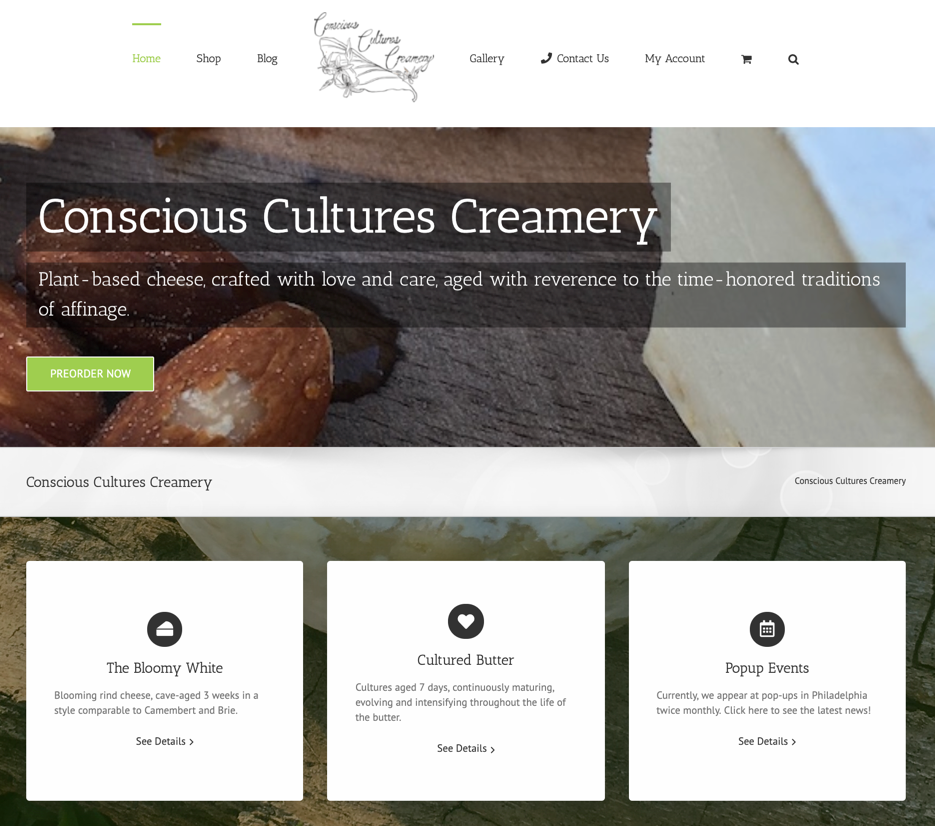 Home
Shop
Blog
Conscious
Cultures
Creamery
Gallery
Contact Us
My Account
Conscious Cultures Creamery
Plant-based cheese, crafted with love and care, aged with reverence to the time-honored traditions
of affinage.
PREORDER NOW
Conscious Cultures Creamery
Conscious Cultures Creamery
The Bloomy White
Blooming rind cheese, cave-aged 3 weeks in a
style comparable to Camembert and Brie.
See Details
Cultured Butter
Cultures aged 7 days, continuously maturing,
evolving and intensifying throughout the life of
the butter.
See Details
Popup Events
Currently, we appear at pop-ups in Philadelphia
twice monthly. Click here to see the latest news!
See Details